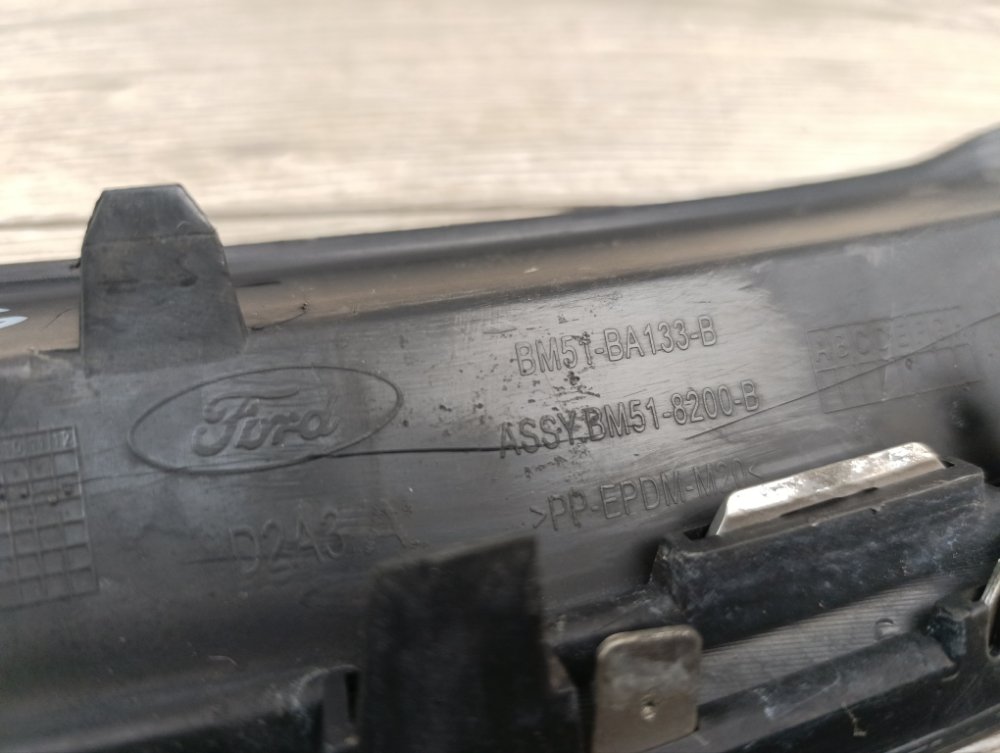 Ford
BM51-BA133-B
ASSY.BM51-8200-B
>PP-EPDM-M20<